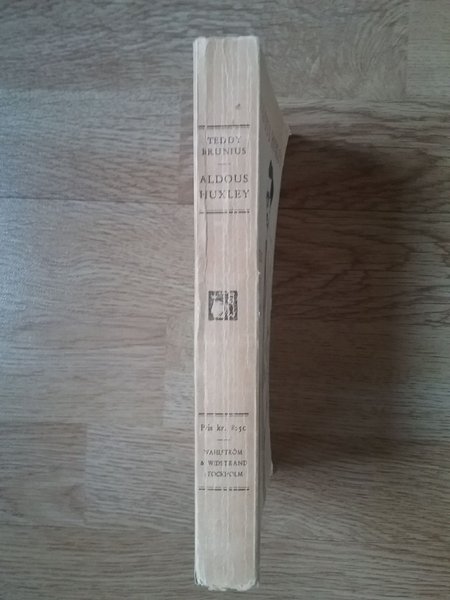 TEDDY
BRUNIUS
ALDOUS
HUXLEY
Pris kr. 8:50
WAHLSTRÖM
& WIDSTRAND
STOCKHOLM